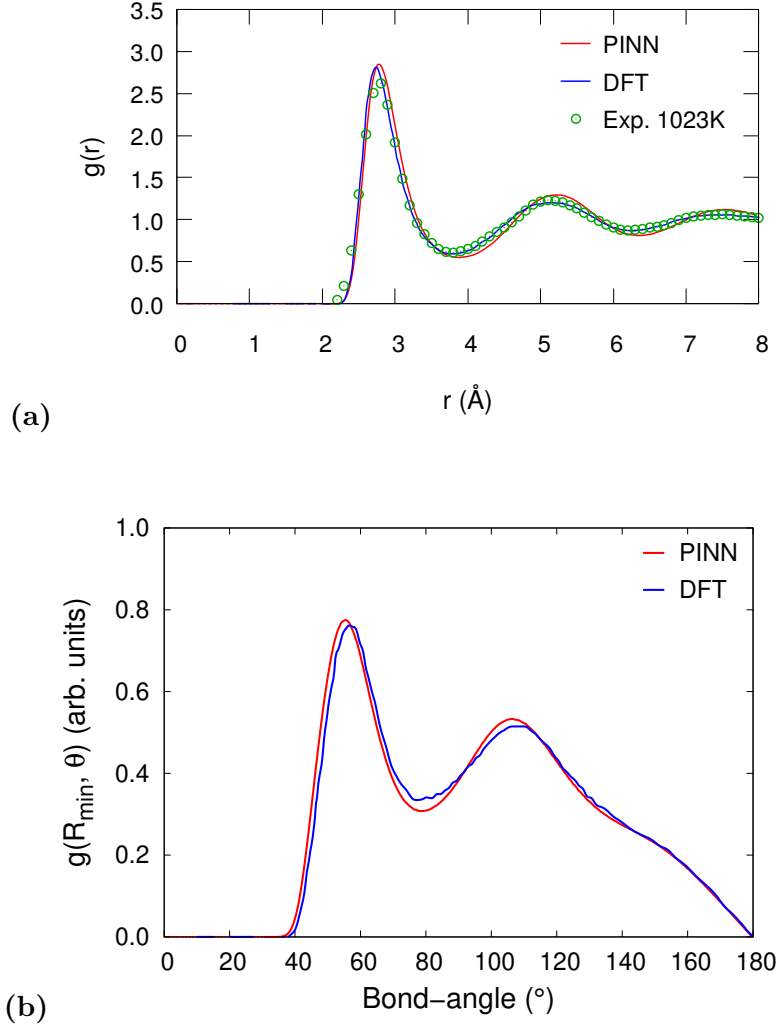 3.5
3.0
2.5
2.0
1.5
1.0
0.5
0.0
g(r)
PINN
DFT
Exp. 1023K
0 1 2 3 4 5 6 7 8
r (Å)
(a)
1.0
0.8
0.6
0.4
0.2
0.0
g(R_min, θ) (arb. units)
PINN
DFT
0 20 40 60 80 100 120 140 160 180
Bond−angle (°)
(b)